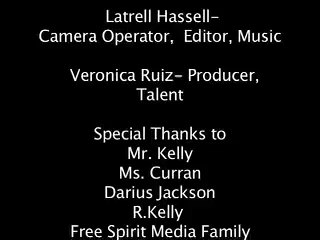 Latrell Hassell-
Camera Operator, Editor, Music
Veronica Ruiz- Producer,
Talent
Special Thanks to
Mr. Kelly
Ms. Curran
Darius Jackson
R.Kelly
Free Spirit Media Family